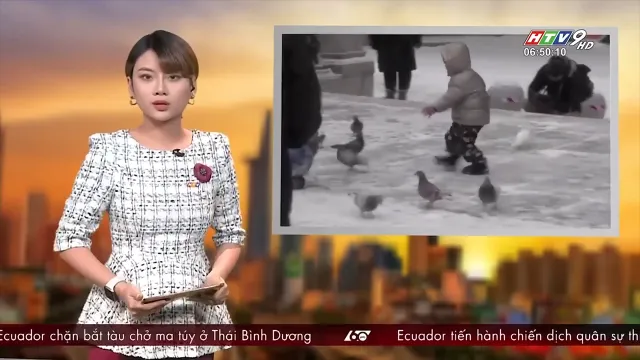 HTV9 HD
06:50:10
Ecuador chặn bắt tàu chở ma túy ở Thái Bình Dương
60
Ecuador tiến hành chiến dịch quân sự th